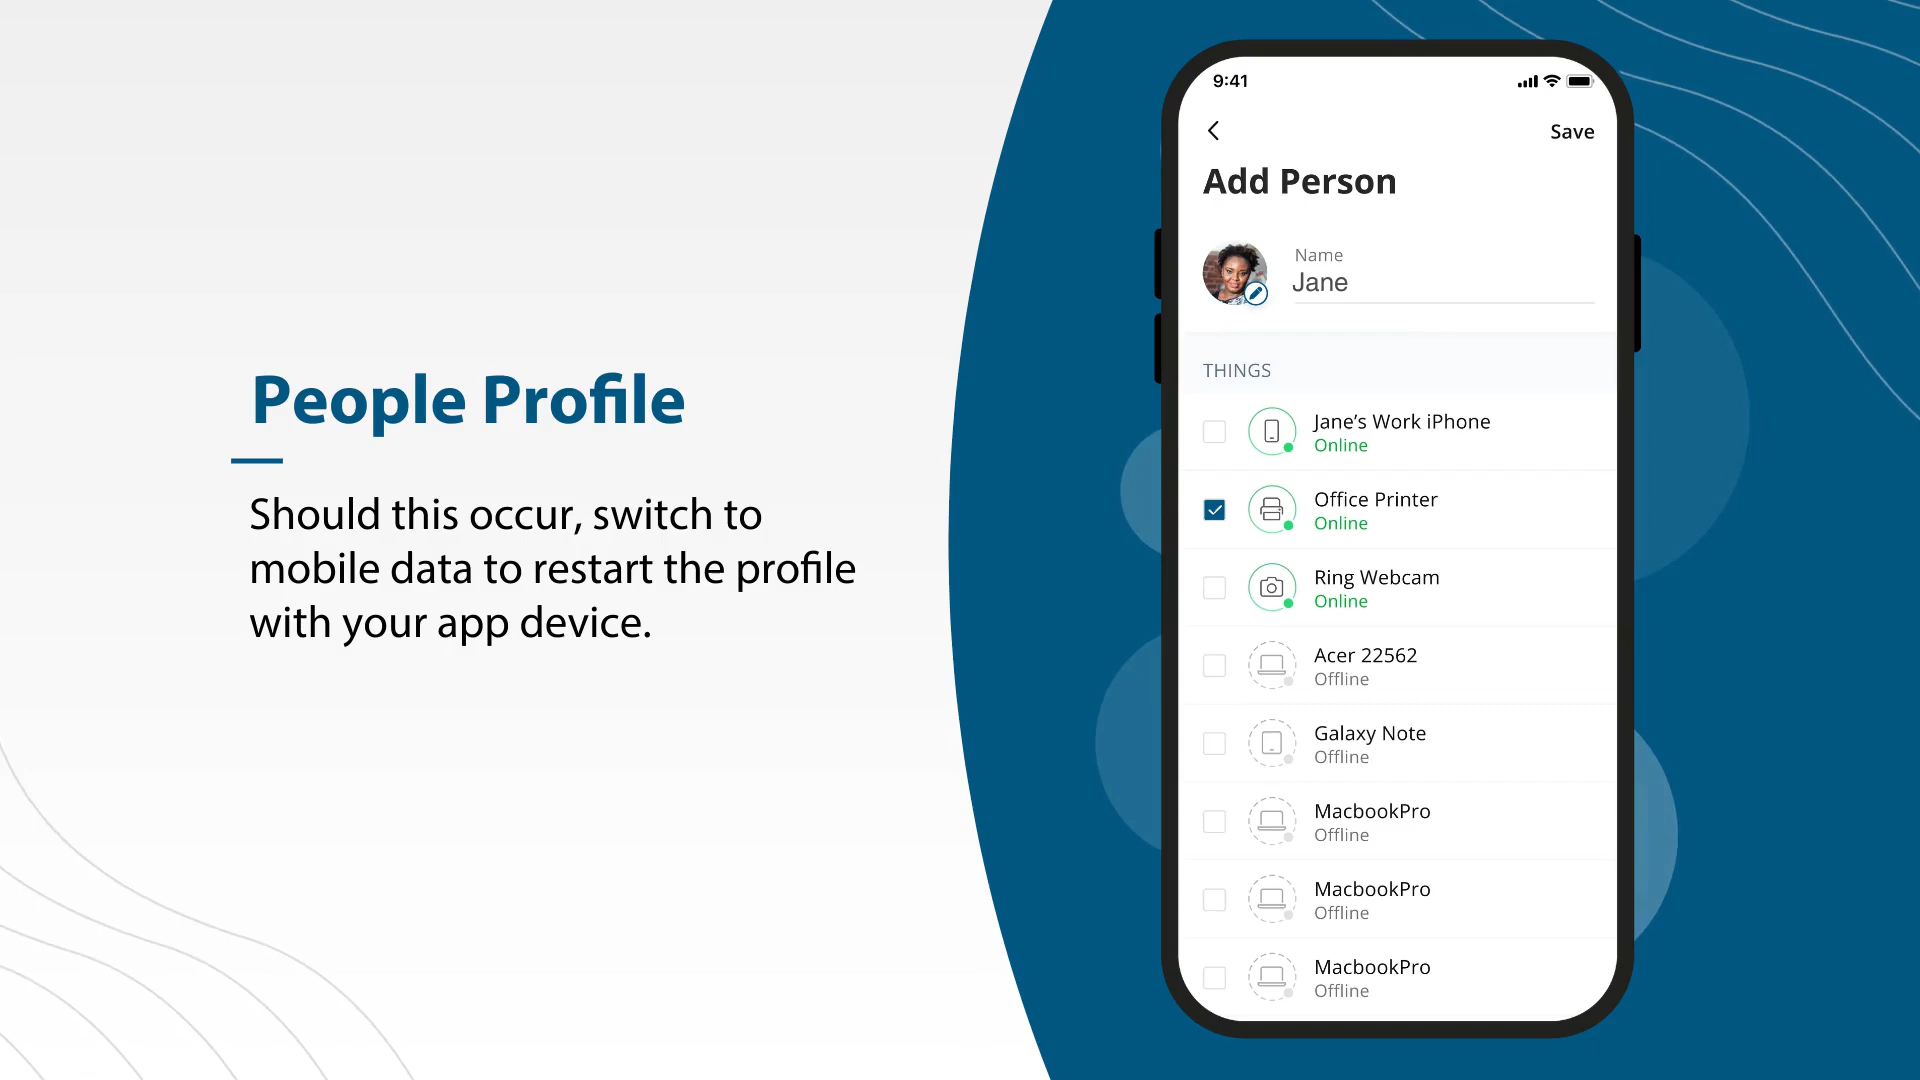 People Profile
Should this occur, switch to
mobile data to restart the profile
with your app device.
9:41
Save
Add Person
Name
Jane
THINGS
Jane’s Work iPhone
Online
Office Printer
Online
Ring Webcam
Online
Acer 22562
Offline
Galaxy Note
Offline
MacbookPro
Offline
MacbookPro
Offline
MacbookPro
Offline